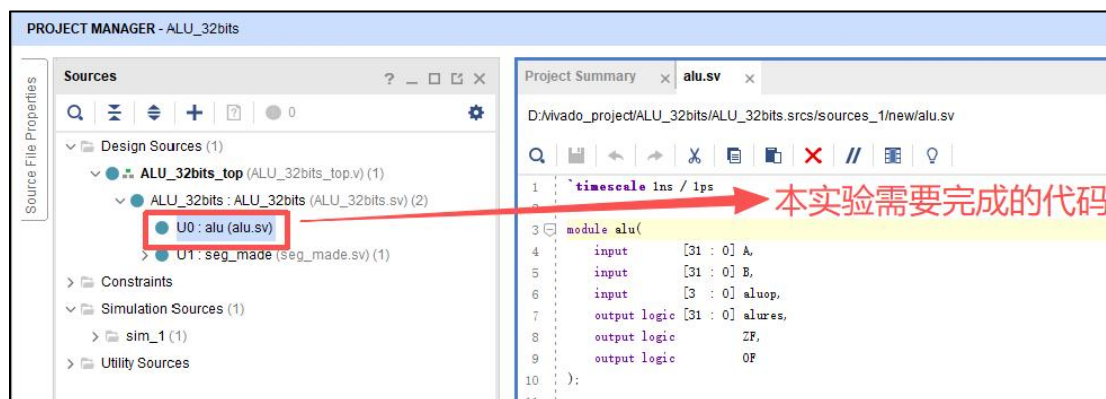 PROJECT MANAGER - ALU_32bits
Source File Properties
Sources
? _ □ X
0
Design Sources (1)
ALU_32bits_top (ALU_32bits_top.v) (1)
ALU_32bits : ALU_32bits (ALU_32bits.sv) (2)
U0 : alu (alu.sv)
U1 : seg_made (seg_made.sv) (1)
Constraints
Simulation Sources (1)
sim_1 (1)
Utility Sources
Project Summary x alu.sv x
D:/vivado_project/ALU_32bits/ALU_32bits.srcs/sources_1/new/alu.sv
1 `timescale 1ns / 1ps
本实验需要完成的代码
3 module alu(
4 input [31 : 0] A,
5 input [31 : 0] B,
6 input [3 : 0] aluop,
7 output logic [31 : 0] alures,
8 output logic ZF,
9 output logic OF
10 );